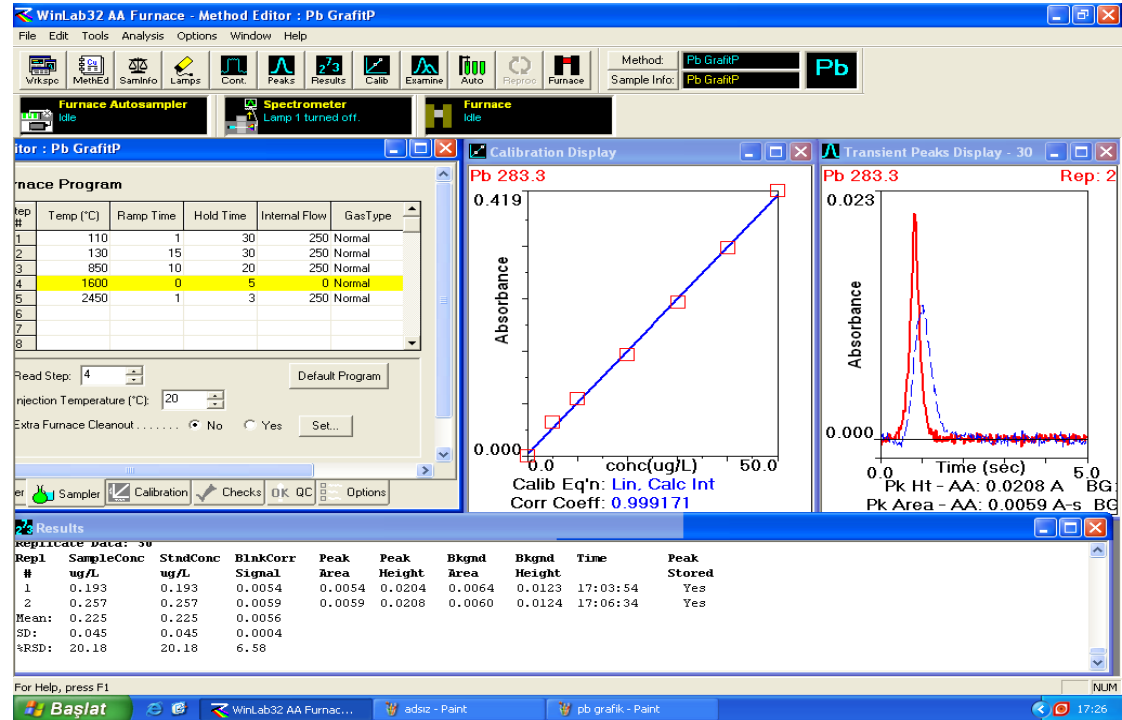 WinLab32 AA Furnace - Method Editor : Pb GrafitP
File Edit Tools Analysis Options Window Help
Wrkspc MethEd SamInfo Lamps Cont. Peaks Results Calib Examine Auto Reproc Furnace
Method: Pb GrafitP
Sample Info: Pb GrafitP
Pb
Furnace Autosampler
Idle
Spectrometer
Lamp 1 turned off.
Furnace
Idle
itor : Pb GrafitP
rnace Program
tep # Temp (°C) Ramp Time Hold Time Internal Flow GasType
1 110 1 30 250 Normal
2 130 15 30 250 Normal
3 850 10 20 250 Normal
4 1600 0 5 0 Normal
5 2450 1 3 250 Normal
6
7
8
Read Step: 4
Default Program
njection Temperature (°C): 20
Extra Furnace Cleanout . . . . . . . No Yes Set...
er Sampler Calibration Checks OK QC Options
Calibration Display
Pb 283.3
0.419
Absorbance
0.000
0.0 conc(ug/L) 50.0
Calib Eq'n: Lin, Calc Int
Corr Coeff: 0.999171
Transient Peaks Display - 30
Pb 283.3 Rep: 2
0.023
Absorbance
0.000
0.0 Time (sec) 5.0
Pk Ht - AA: 0.0208 A BG:
Pk Area - AA: 0.0059 A-s BG
Results
Replicate Data: 30
Repl SampleConc StndConc BlnkCorr Peak Peak Bkgnd Bkgnd Time Peak
# ug/L ug/L Signal Area Height Area Height Stored
1 0.193 0.193 0.0054 0.0054 0.0204 0.0064 0.0123 17:03:54 Yes
2 0.257 0.257 0.0059 0.0059 0.0208 0.0060 0.0124 17:06:34 Yes
Mean: 0.225 0.225 0.0056
SD: 0.045 0.045 0.0004
%RSD: 20.18 20.18 6.58
For Help, press F1
NUM
Başlat
WinLab32 AA Furnac...
adsız - Paint
pb grafik - Paint
17:26